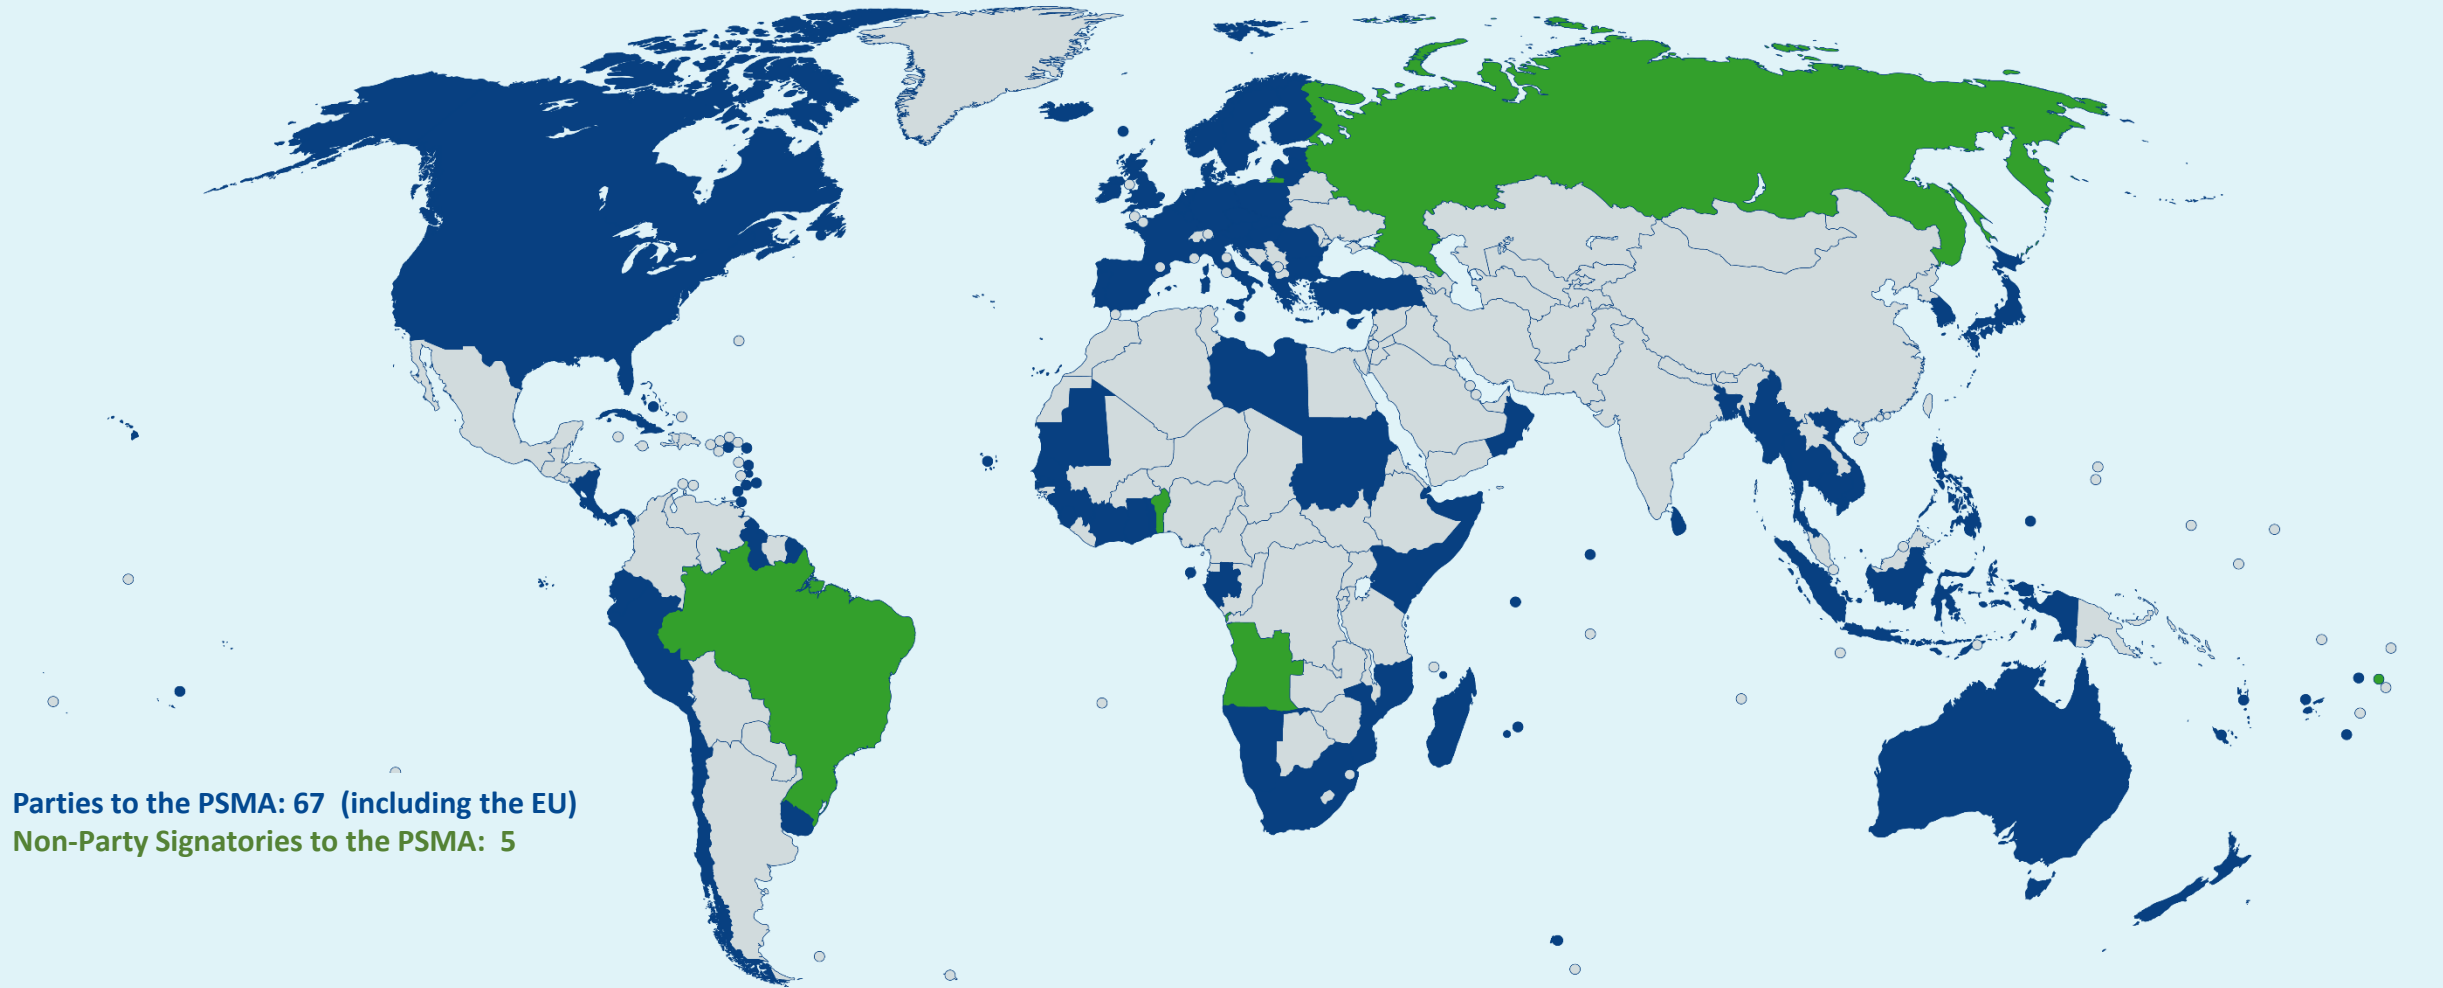 Parties to the PSMA: 67 (including the EU)
Non-Party Signatories to the PSMA: 5